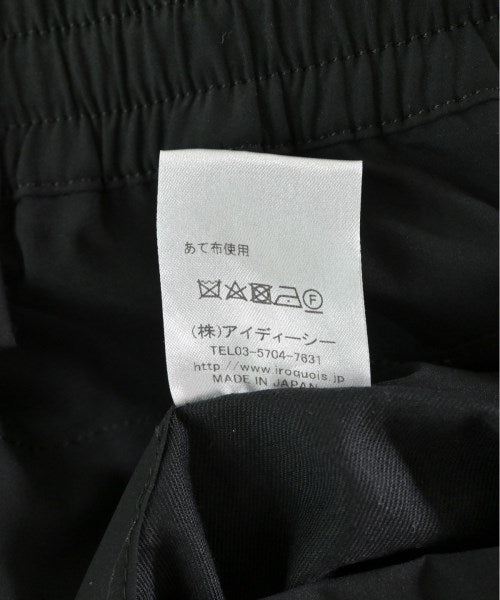 あて布使用
F
(株)アイディーシー
TEL03-5704-7631
http://www.iroquois.jp
MADE IN JAPAN